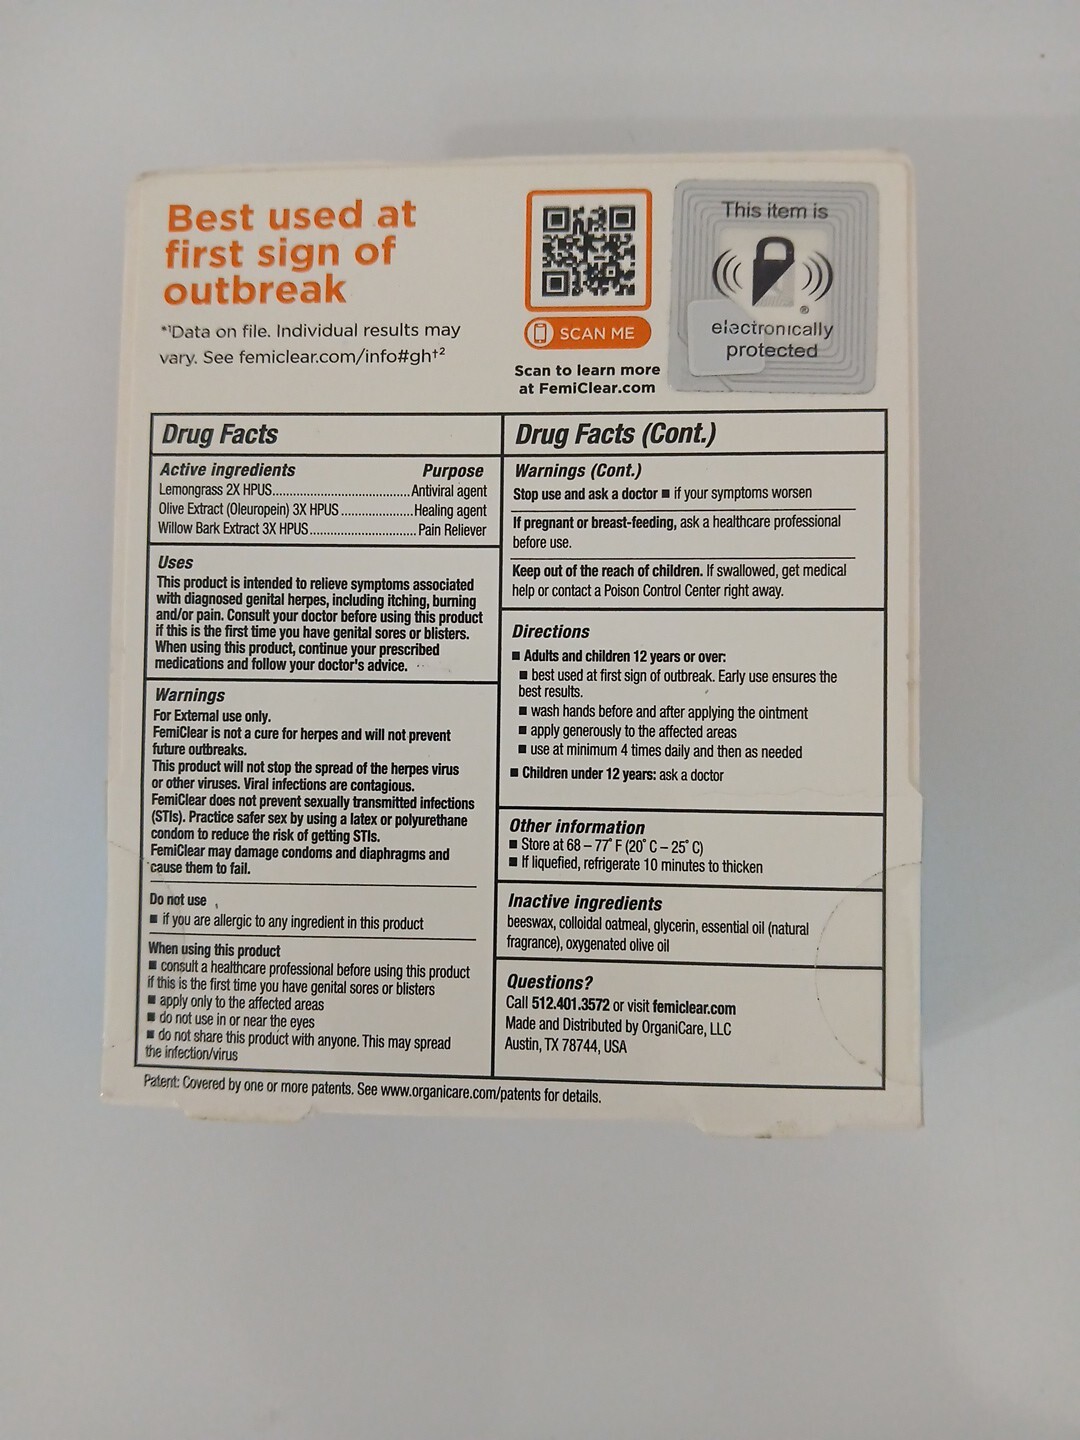 Best used at
first sign of
outbreak
*¹Data on file. Individual results may
vary. See femiclear.com/info#gh†²
SCAN ME
Scan to learn more
at FemiClear.com
This item is
®
electronically
protected
Drug Facts
Active ingredients Purpose
Lemongrass 2X HPUS.......................................Antiviral agent
Olive Extract (Oleuropein) 3X HPUS ....................Healing agent
Willow Bark Extract 3X HPUS.............................. Pain Reliever
Uses
This product is intended to relieve symptoms associated
with diagnosed genital herpes, including itching, burning
and/or pain. Consult your doctor before using this product
if this is the first time you have genital sores or blisters.
When using this product, continue your prescribed
medications and follow your doctor's advice.
Warnings
For External use only.
FemiClear is not a cure for herpes and will not prevent
future outbreaks.
This product will not stop the spread of the herpes virus
or other viruses. Viral infections are contagious.
FemiClear does not prevent sexually transmitted infections
(STIs). Practice safer sex by using a latex or polyurethane
condom to reduce the risk of getting STIs.
FemiClear may damage condoms and diaphragms and
cause them to fail.
Do not use
■ if you are allergic to any ingredient in this product
When using this product
■ consult a healthcare professional before using this product
if this is the first time you have genital sores or blisters
■ apply only to the affected areas
■ do not use in or near the eyes
■ do not share this product with anyone. This may spread
the infection/virus
Drug Facts (Cont.)
Warnings (Cont.)
Stop use and ask a doctor ■ if your symptoms worsen
If pregnant or breast-feeding, ask a healthcare professional
before use.
Keep out of the reach of children. If swallowed, get medical
help or contact a Poison Control Center right away.
Directions
■ Adults and children 12 years or over:
■ best used at first sign of outbreak. Early use ensures the
best results.
■ wash hands before and after applying the ointment
■ apply generously to the affected areas
■ use at minimum 4 times daily and then as needed
■ Children under 12 years: ask a doctor
Other information
■ Store at 68 – 77° F (20° C – 25° C)
■ If liquefied, refrigerate 10 minutes to thicken
Inactive ingredients
beeswax, colloidal oatmeal, glycerin, essential oil (natural
fragrance), oxygenated olive oil
Questions?
Call 512.401.3572 or visit femiclear.com
Made and Distributed by OrganiCare, LLC
Austin, TX 78744, USA
Patent: Covered by one or more patents. See www.organicare.com/patents for details.